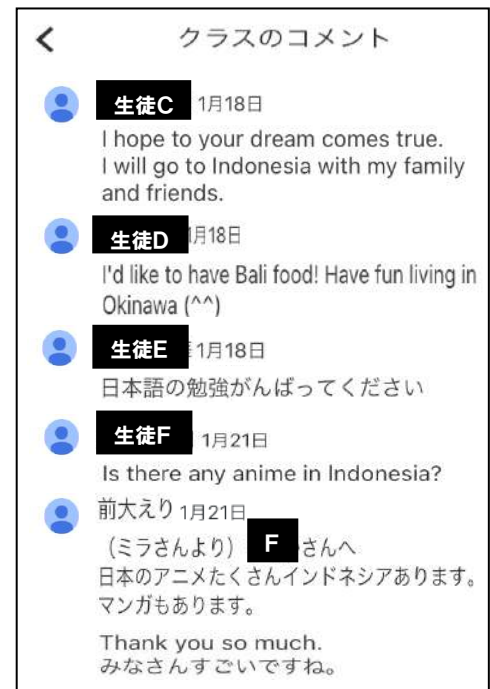 クラスのコメント
生徒C 1月18日
I hope to your dream comes true.
I will go to Indonesia with my family
and friends.
生徒D 1月18日
I'd like to have Bali food! Have fun living in
Okinawa (^^)
生徒E 1月18日
日本語の勉強がんばってください
生徒F 1月21日
Is there any anime in Indonesia?
前大えり 1月21日
（ミラさんより） F さんへ
日本のアニメたくさんインドネシアあります。
マンガもあります。
Thank you so much.
みなさんすごいですね。